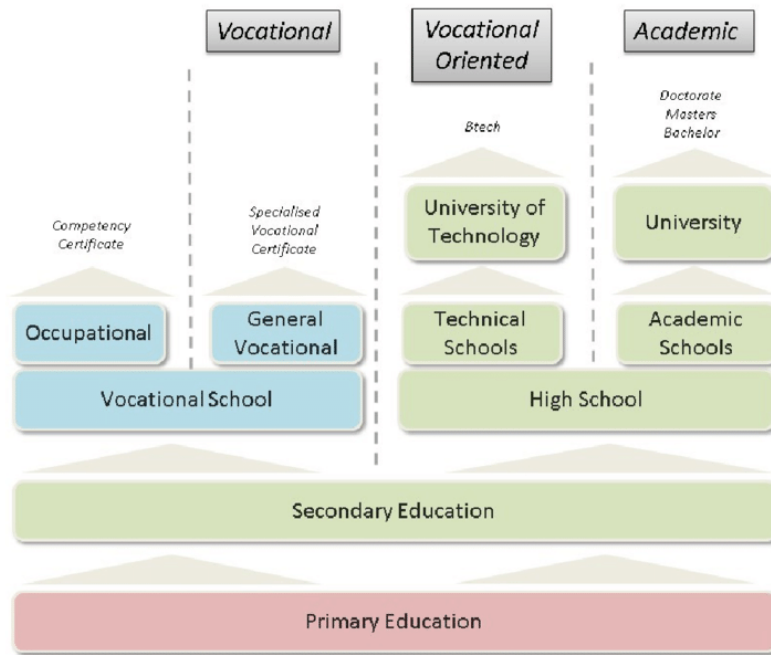 Vocational
Vocational
Oriented
Academic
Doctorate
Masters
Bachelor
Btech
University of
Technology
University
Competency
Certificate
Specialised
Vocational
Certificate
Occupational
General
Vocational
Technical
Schools
Academic
Schools
Vocational School
High School
Secondary Education
Primary Education